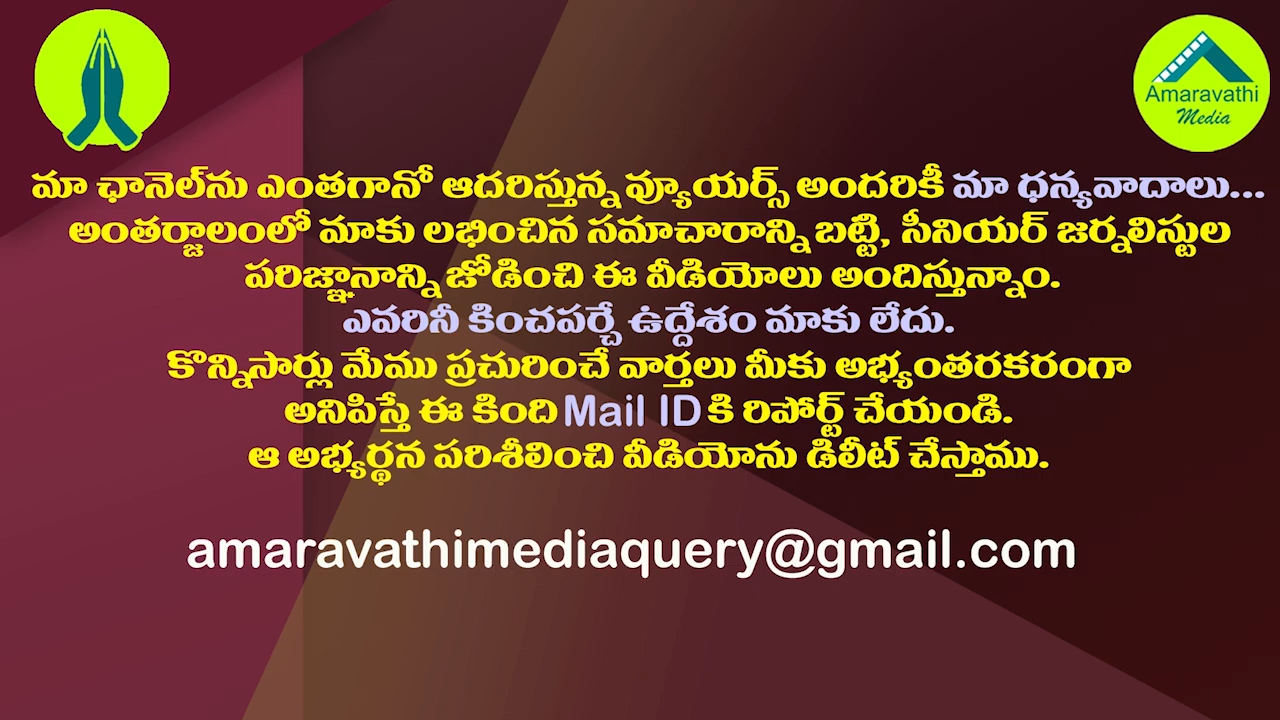 Amaravathi
Media
మా ఛానెల్‌ను ఎంతగానో ఆదరిస్తున్న వ్యూయర్స్ అందరికీ మా ధన్యవాదాలు...
అంతర్జాలంలో మాకు లభించిన సమాచారాన్ని బట్టి, సీనియర్ జర్నలిస్టుల
పరిజ్ఞానాన్ని జోడించి ఈ వీడియోలు అందిస్తున్నాం.
ఎవరినీ కించపర్చే ఉద్దేశం మాకు లేదు.
కొన్నిసార్లు మేము ప్రచురించే వార్తలు మీకు అభ్యంతరకరంగా
అనిపిస్తే ఈ కింది Mail ID కి రిపోర్ట్ చేయండి.
ఆ అభ్యర్థన పరిశీలించి వీడియోను డిలీట్ చేస్తాము.
amaravathimediaquery@gmail.com